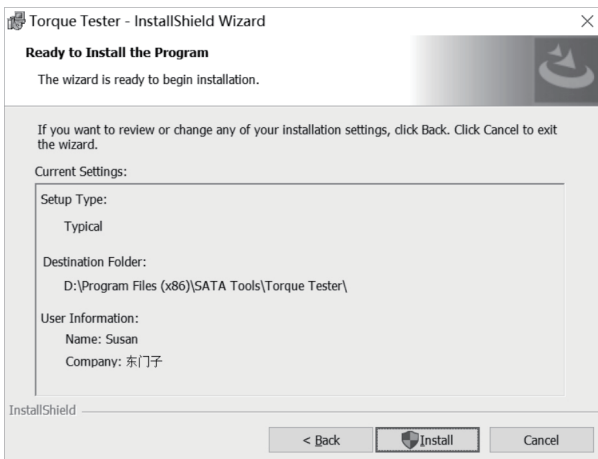 Torque Tester - InstallShield Wizard
Ready to Install the Program
The wizard is ready to begin installation.
If you want to review or change any of your installation settings, click Back. Click Cancel to exit
the wizard.
Current Settings:
Setup Type:
Typical
Destination Folder:
D:\Program Files (x86)\SATA Tools\Torque Tester\
User Information:
Name: Susan
Company: 东门子
InstallShield
< Back
Install
Cancel